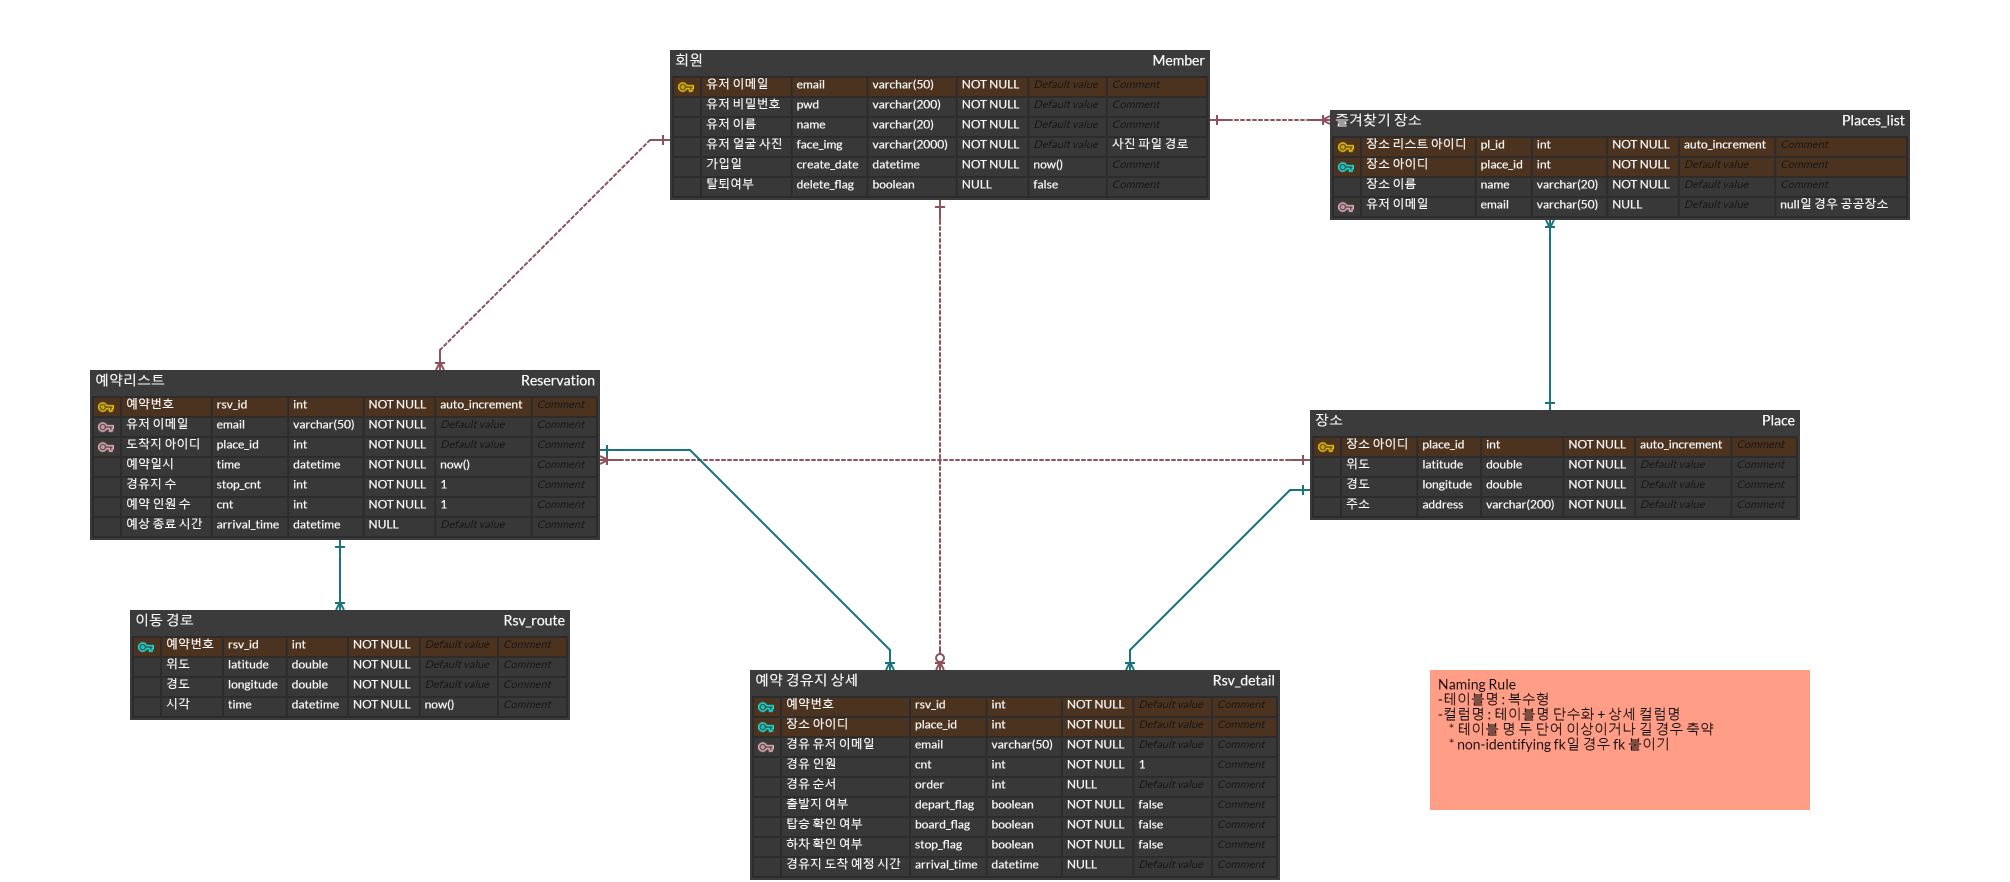 회원 Member
유저 이메일 email varchar(50) NOT NULL Default value Comment
유저 비밀번호 pwd varchar(200) NOT NULL Default value Comment
유저 이름 name varchar(20) NOT NULL Default value Comment
유저 얼굴 사진 face_img varchar(2000) NOT NULL Default value 사진 파일 경로
가입일 create_date datetime NOT NULL now() Comment
탈퇴여부 delete_flag boolean NULL false Comment
즐겨찾기 장소 Places_list
장소 리스트 아이디 pl_id int NOT NULL auto_increment Comment
장소 아이디 place_id int NOT NULL Default value Comment
장소 이름 name varchar(20) NOT NULL Default value Comment
유저 이메일 email varchar(50) NULL Default value null일 경우 공공장소
예약리스트 Reservation
예약번호 rsv_id int NOT NULL auto_increment Comment
유저 이메일 email varchar(50) NOT NULL Default value Comment
도착지 아이디 place_id int NOT NULL Default value Comment
예약일시 time datetime NOT NULL now() Comment
경유지 수 stop_cnt int NOT NULL 1 Comment
예약 인원 수 cnt int NOT NULL 1 Comment
예상 종료 시간 arrival_time datetime NULL Default value Comment
장소 Place
장소 아이디 place_id int NOT NULL auto_increment Comment
위도 latitude double NOT NULL Default value Comment
경도 longitude double NOT NULL Default value Comment
주소 address varchar(200) NOT NULL Default value Comment
이동 경로 Rsv_route
예약번호 rsv_id int NOT NULL Default value Comment
위도 latitude double NOT NULL Default value Comment
경도 longitude double NOT NULL Default value Comment
시각 time datetime NOT NULL now() Comment
예약 경유지 상세 Rsv_detail
예약번호 rsv_id int NOT NULL Default value Comment
장소 아이디 place_id int NOT NULL Default value Comment
경유 유저 이메일 email varchar(50) NOT NULL Default value Comment
경유 인원 cnt int NOT NULL 1 Comment
경유 순서 order int NULL Default value Comment
출발지 여부 depart_flag boolean NOT NULL false Comment
탑승 확인 여부 board_flag boolean NOT NULL false Comment
하차 확인 여부 stop_flag boolean NOT NULL false Comment
경유지 도착 예정 시간 arrival_time datetime NULL Default value Comment
Naming Rule
-테이블명 : 복수형
-컬럼명 : 테이블명 단수화 + 상세 컬럼명
* 테이블 명 두 단어 이상이거나 길 경우 축약
* non-identifying fk일 경우 fk 붙이기